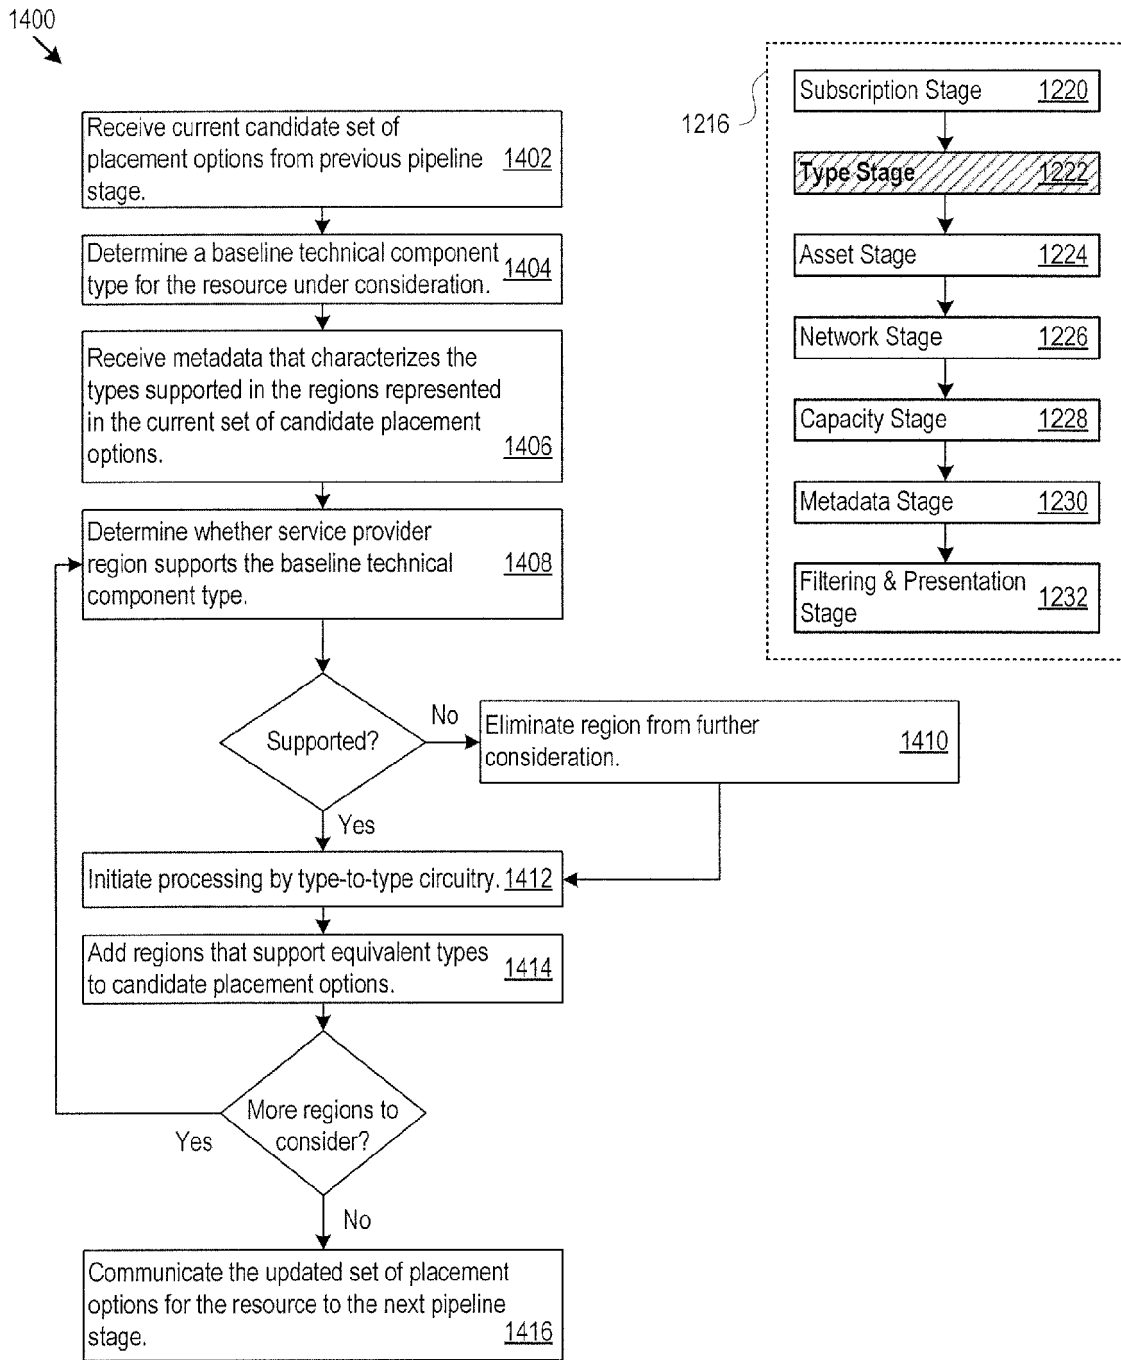 1400
Receive current candidate set of
placement options from previous pipeline
stage.
1402
Determine a baseline technical component
type for the resource under consideration.
1404
Receive metadata that characterizes the
types supported in the regions represented
in the current set of candidate placement
options.
1406
Determine whether service provider
region supports the baseline technical
component type.
1408
Supported?
No
Eliminate region from further
consideration.
1410
Yes
Initiate processing by type-to-type circuitry. 1412
Add regions that support equivalent types
to candidate placement options.
1414
More regions to
consider?
Yes
No
Communicate the updated set of placement
options for the resource to the next pipeline
stage.
1416
1216
Subscription Stage 1220
Type Stage 1222
Asset Stage 1224
Network Stage 1226
Capacity Stage 1228
Metadata Stage 1230
Filtering & Presentation
Stage
1232